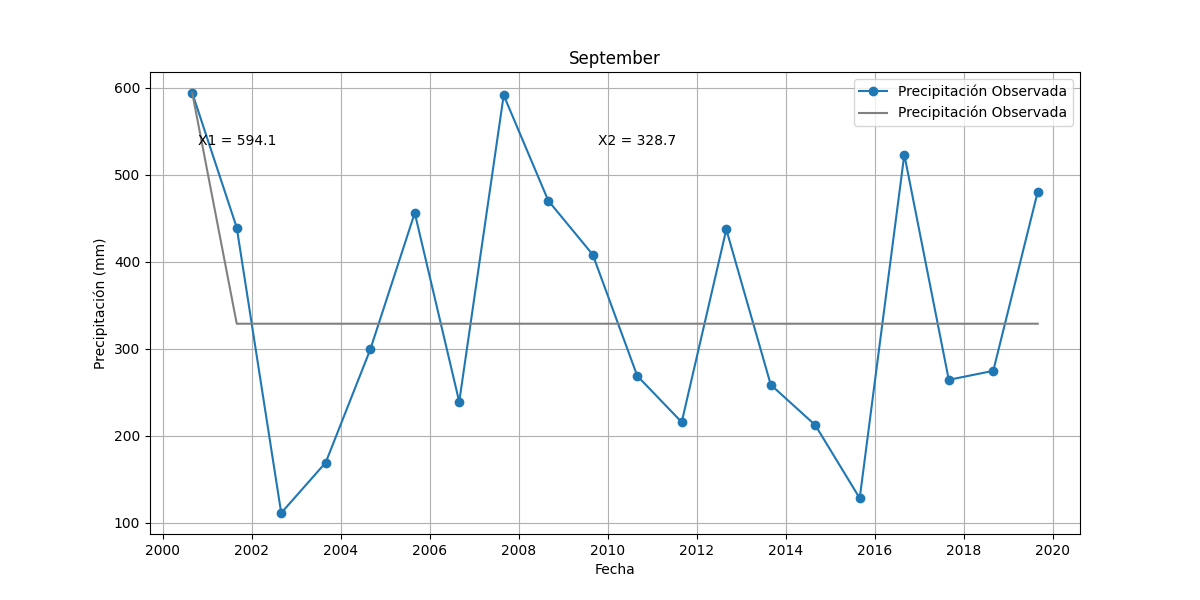 September
Precipitación Observada
Precipitación Observada
X1 = 594.1
X2 = 328.7
Precipitación (mm)
600
500
400
300
200
100
2000 2002 2004 2006 2008 2010 2012 2014 2016 2018 2020
Fecha